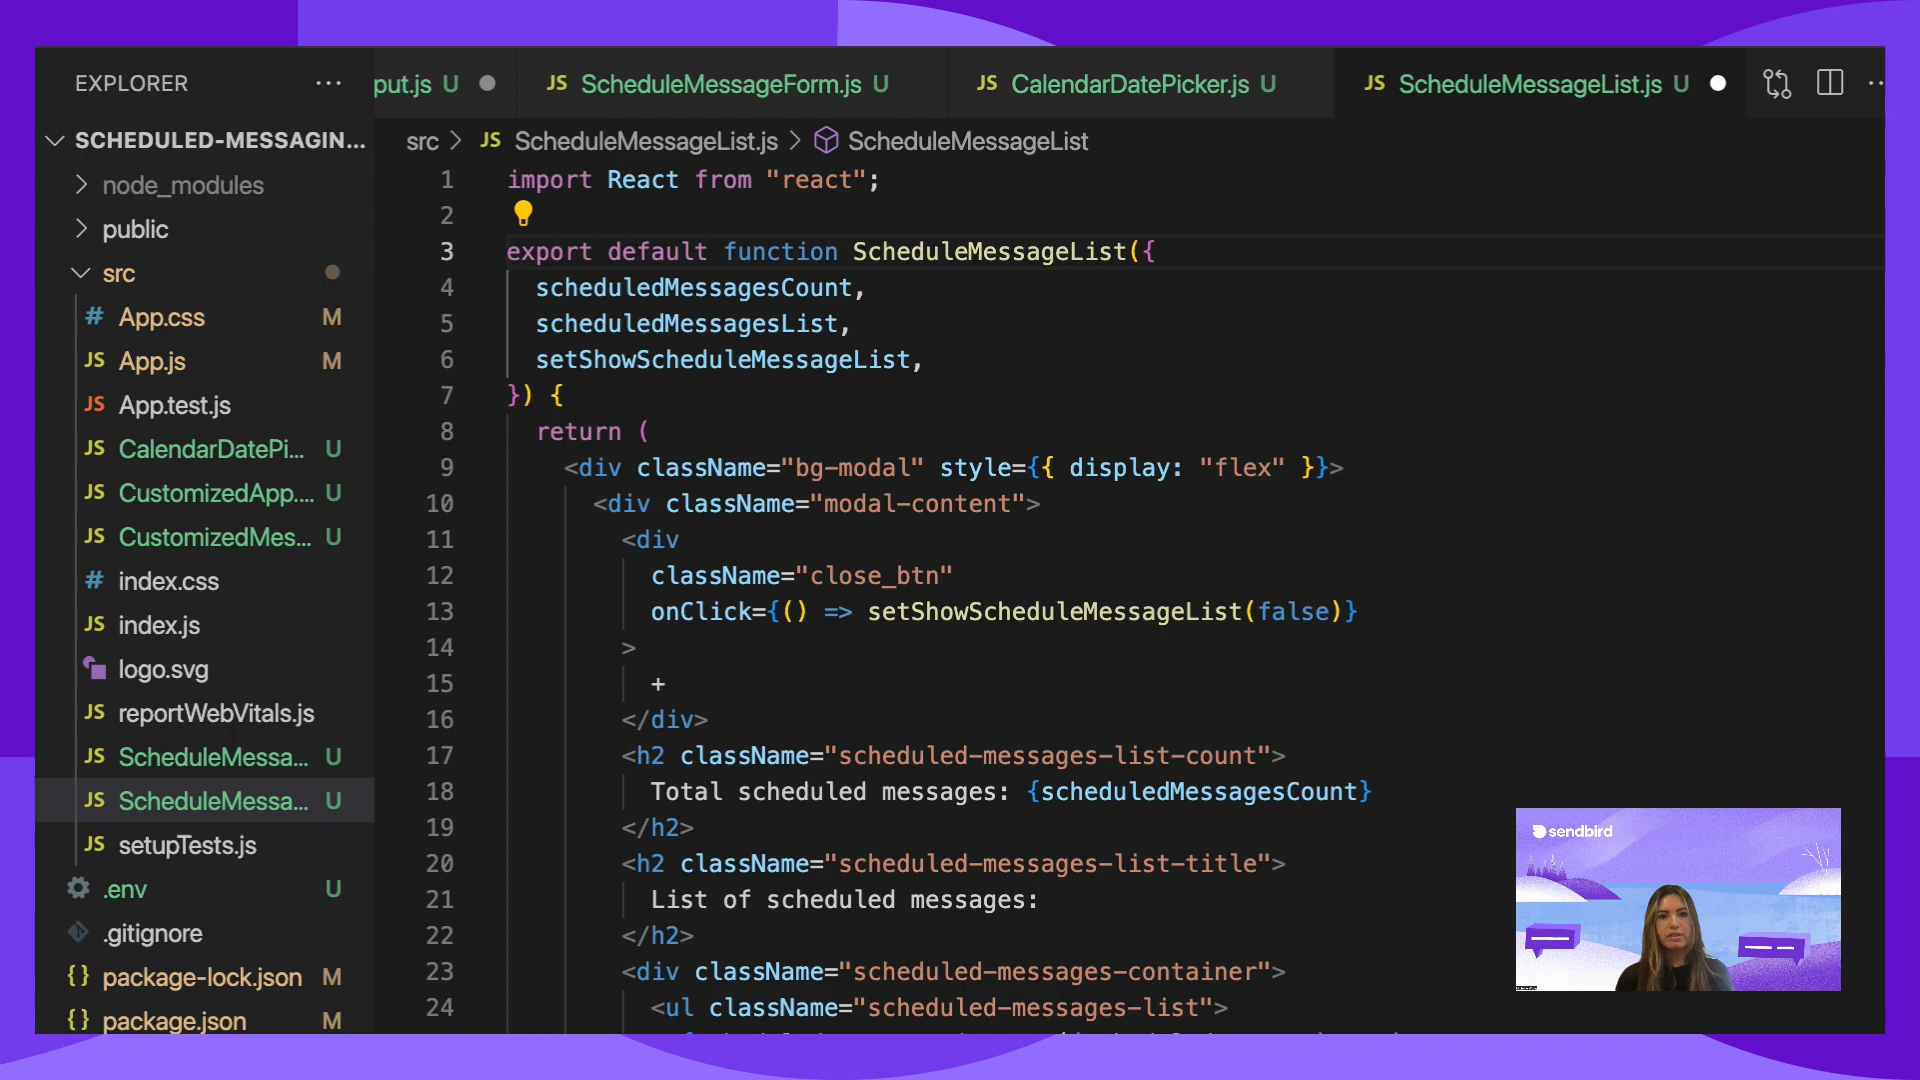 EXPLORER ...
put.js U
JS ScheduleMessageForm.js U
JS CalendarDatePicker.js U
JS ScheduleMessageList.js U
SCHEDULED-MESSAGIN...
node_modules
public
src
# App.css M
JS App.js M
JS App.test.js
JS CalendarDatePi... U
JS CustomizedApp.... U
JS CustomizedMes... U
# index.css
JS index.js
logo.svg
JS reportWebVitals.js
JS ScheduleMessa... U
JS ScheduleMessa... U
JS setupTests.js
.env U
.gitignore
{} package-lock.json M
{} package.json M
src > JS ScheduleMessageList.js > ScheduleMessageList
1 import React from "react";
2
3 export default function ScheduleMessageList({
4 scheduledMessagesCount,
5 scheduledMessagesList,
6 setShowScheduleMessageList,
7 }) {
8 return (
9 <div className="bg-modal" style={{ display: "flex" }}>
10 <div className="modal-content">
11 <div
12 className="close_btn"
13 onClick={() => setShowScheduleMessageList(false)}
14 >
15 +
16 </div>
17 <h2 className="scheduled-messages-list-count">
18 Total scheduled messages: {scheduledMessagesCount}
19 </h2>
20 <h2 className="scheduled-messages-list-title">
21 List of scheduled messages:
22 </h2>
23 <div className="scheduled-messages-container">
24 <ul className="scheduled-messages-list">
sendbird